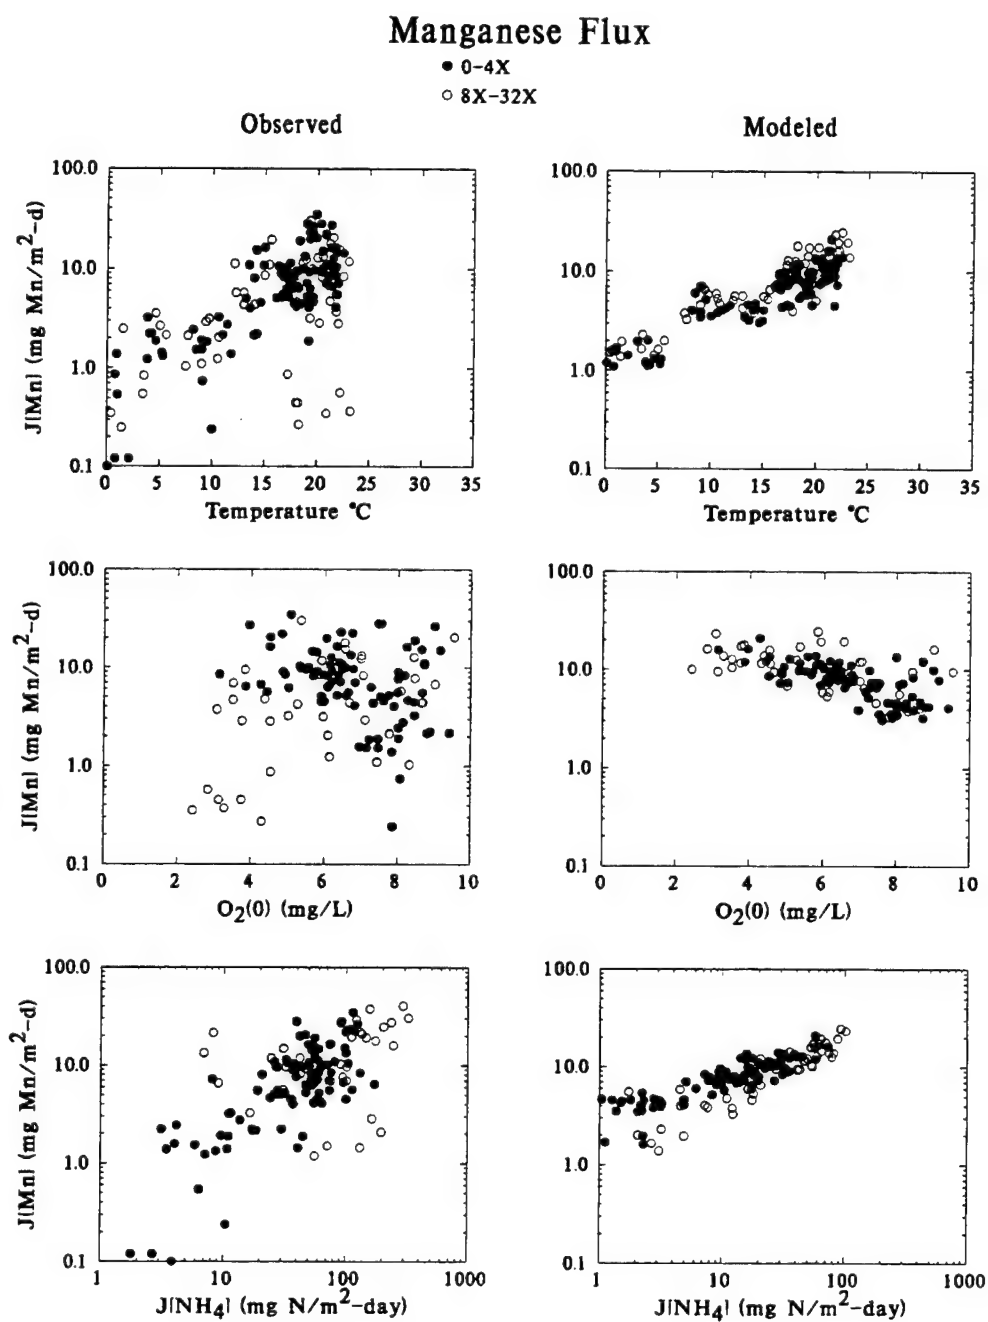 Manganese Flux
● 0-4X
○ 8X-32X
Observed
Modeled
J[Mn] (mg Mn/m²-d)
100.0
10.0
1.0
0.1
0 5 10 15 20 25 30 35
Temperature °C
100.0
10.0
1.0
0.1
0 5 10 15 20 25 30 35
Temperature °C
J[Mn] (mg Mn/m²-d)
100.0
10.0
1.0
0.1
0 2 4 6 8 10
O₂(0) (mg/L)
100.0
10.0
1.0
0.1
0 2 4 6 8 10
O₂(0) (mg/L)
J[Mn] (mg Mn/m²-d)
100.0
10.0
1.0
0.1
1 10 100 1000
J[NH₄] (mg N/m²-day)
100.0
10.0
1.0
0.1
1 10 100 1000
J[NH₄] (mg N/m²-day)